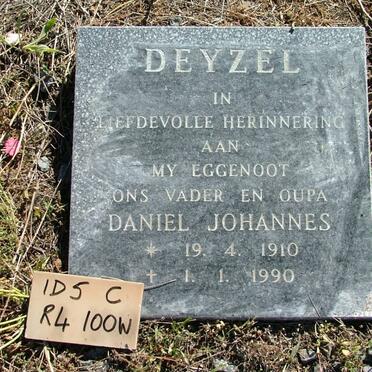 DEYZEL
IN
LIEFDEVOLLE HERINNERING
AAN
MY EGGENOOT
ONS VADER EN OUPA
DANIEL JOHANNES
* 19. 4. 1910
† 1. 1. 1990
1D5 C
R4 100W